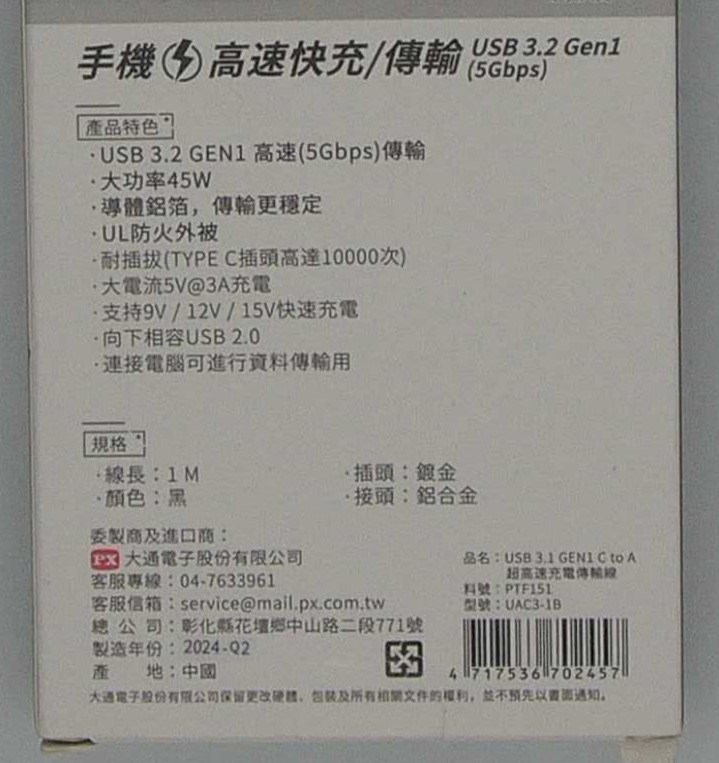 手機 高速快充/傳輸 USB 3.2 Gen1
(5Gbps)
產品特色
·USB 3.2 GEN1 高速(5Gbps)傳輸
·大功率45W
·導體鋁箔，傳輸更穩定
·UL防火外被
·耐插拔(TYPE C插頭高達10000次)
·大電流5V@3A充電
·支持9V / 12V / 15V快速充電
·向下相容USB 2.0
·連接電腦可進行資料傳輸用
規格
·線長：1 M
·插頭：鍍金
·顏色：黑
·接頭：鋁合金
委製商及進口商：
PX 大通電子股份有限公司
客服專線：04-7633961
客服信箱：service@mail.px.com.tw
總 公 司：彰化縣花壇鄉中山路二段771號
製造年份：2024-Q2
產 地：中國
品名：USB 3.1 GEN1 C to A
超高速充電傳輸線
料號：PTF151
型號：UAC3-1B
4 717536 702457
大通電子股份有限公司保留更改硬體、包裝及所有相關文件的權利，並不預先以書面通知。